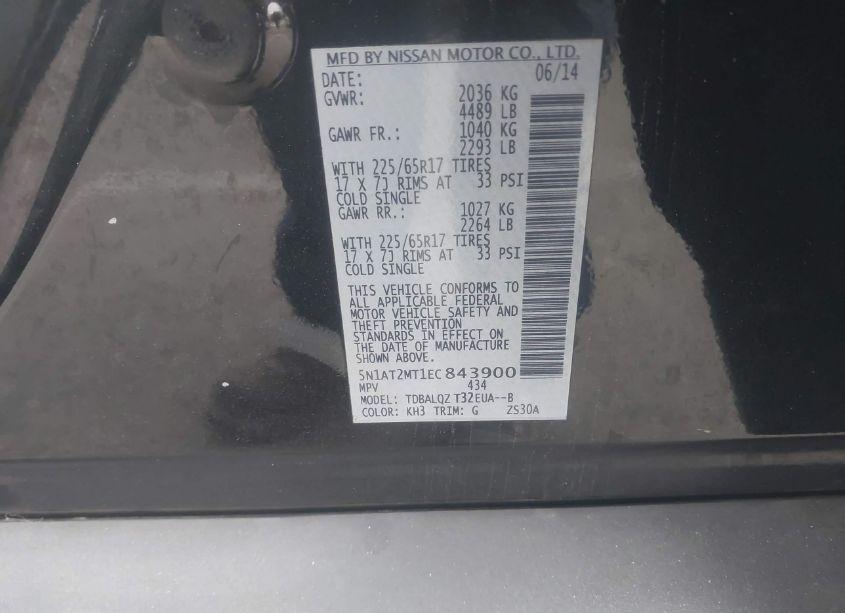 MFD BY NISSAN MOTOR CO., LTD.
DATE: 06/14
GVWR: 2036 KG
4489 LB
GAWR FR.: 1040 KG
2293 LB
WITH 225/65R17 TIRES
17 X 7J RIMS AT 33 PSI
COLD SINGLE
GAWR RR.: 1027 KG
2264 LB
WITH 225/65R17 TIRES
17 X 7J RIMS AT 33 PSI
COLD SINGLE
THIS VEHICLE CONFORMS TO
ALL APPLICABLE FEDERAL
MOTOR VEHICLE SAFETY AND
THEFT PREVENTION
STANDARDS IN EFFECT ON
THE DATE OF MANUFACTURE
SHOWN ABOVE.
5N1AT2MT1EC843900
MPV 434
MODEL: TDBALQZ T32EUA--B
COLOR: KH3 TRIM: G ZS30A